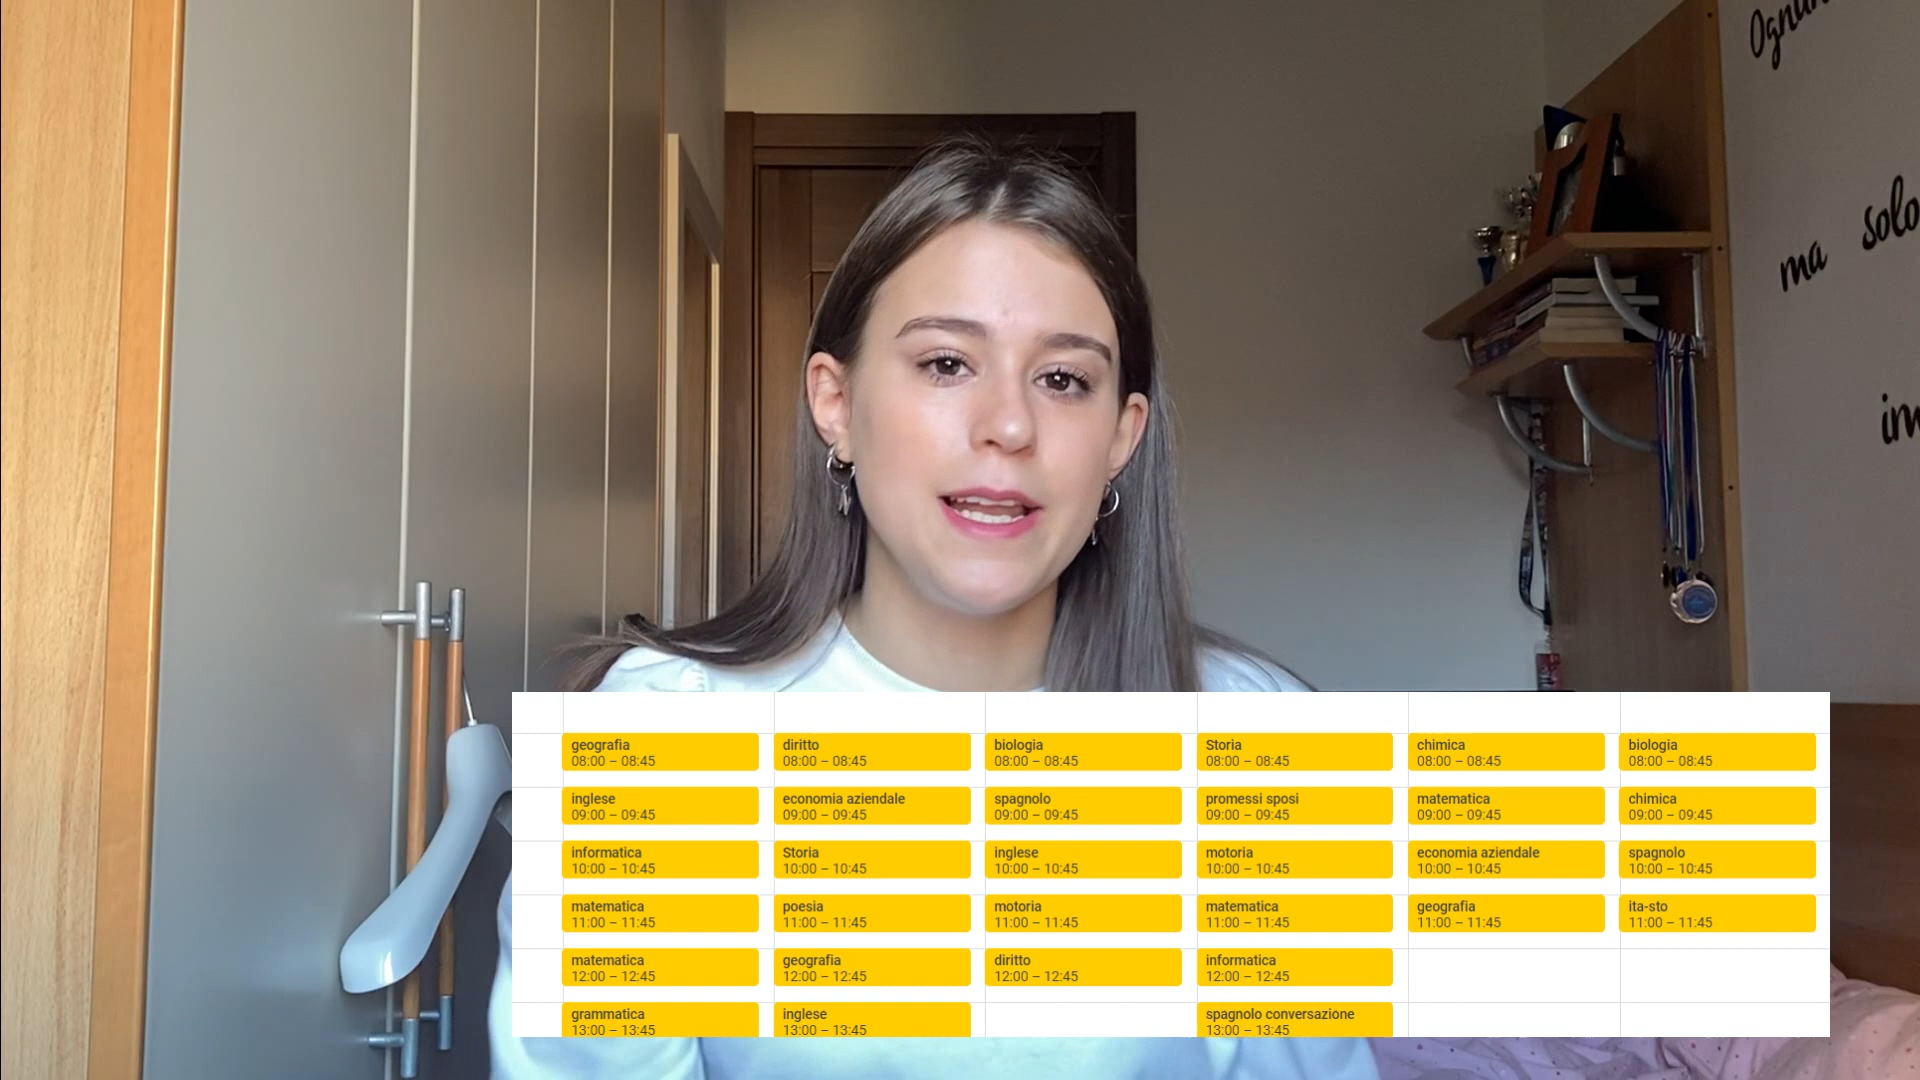 Ognun
ma solo
im
geografia
08:00 – 08:45
diritto
08:00 – 08:45
biologia
08:00 – 08:45
Storia
08:00 – 08:45
chimica
08:00 – 08:45
biologia
08:00 – 08:45
inglese
09:00 – 09:45
economia aziendale
09:00 – 09:45
spagnolo
09:00 – 09:45
promessi sposi
09:00 – 09:45
matematica
09:00 – 09:45
chimica
09:00 – 09:45
informatica
10:00 – 10:45
Storia
10:00 – 10:45
inglese
10:00 – 10:45
motoria
10:00 – 10:45
economia aziendale
10:00 – 10:45
spagnolo
10:00 – 10:45
matematica
11:00 – 11:45
poesia
11:00 – 11:45
motoria
11:00 – 11:45
matematica
11:00 – 11:45
geografia
11:00 – 11:45
ita-sto
11:00 – 11:45
matematica
12:00 – 12:45
geografia
12:00 – 12:45
diritto
12:00 – 12:45
informatica
12:00 – 12:45
grammatica
13:00 – 13:45
inglese
13:00 – 13:45
spagnolo conversazione
13:00 – 13:45